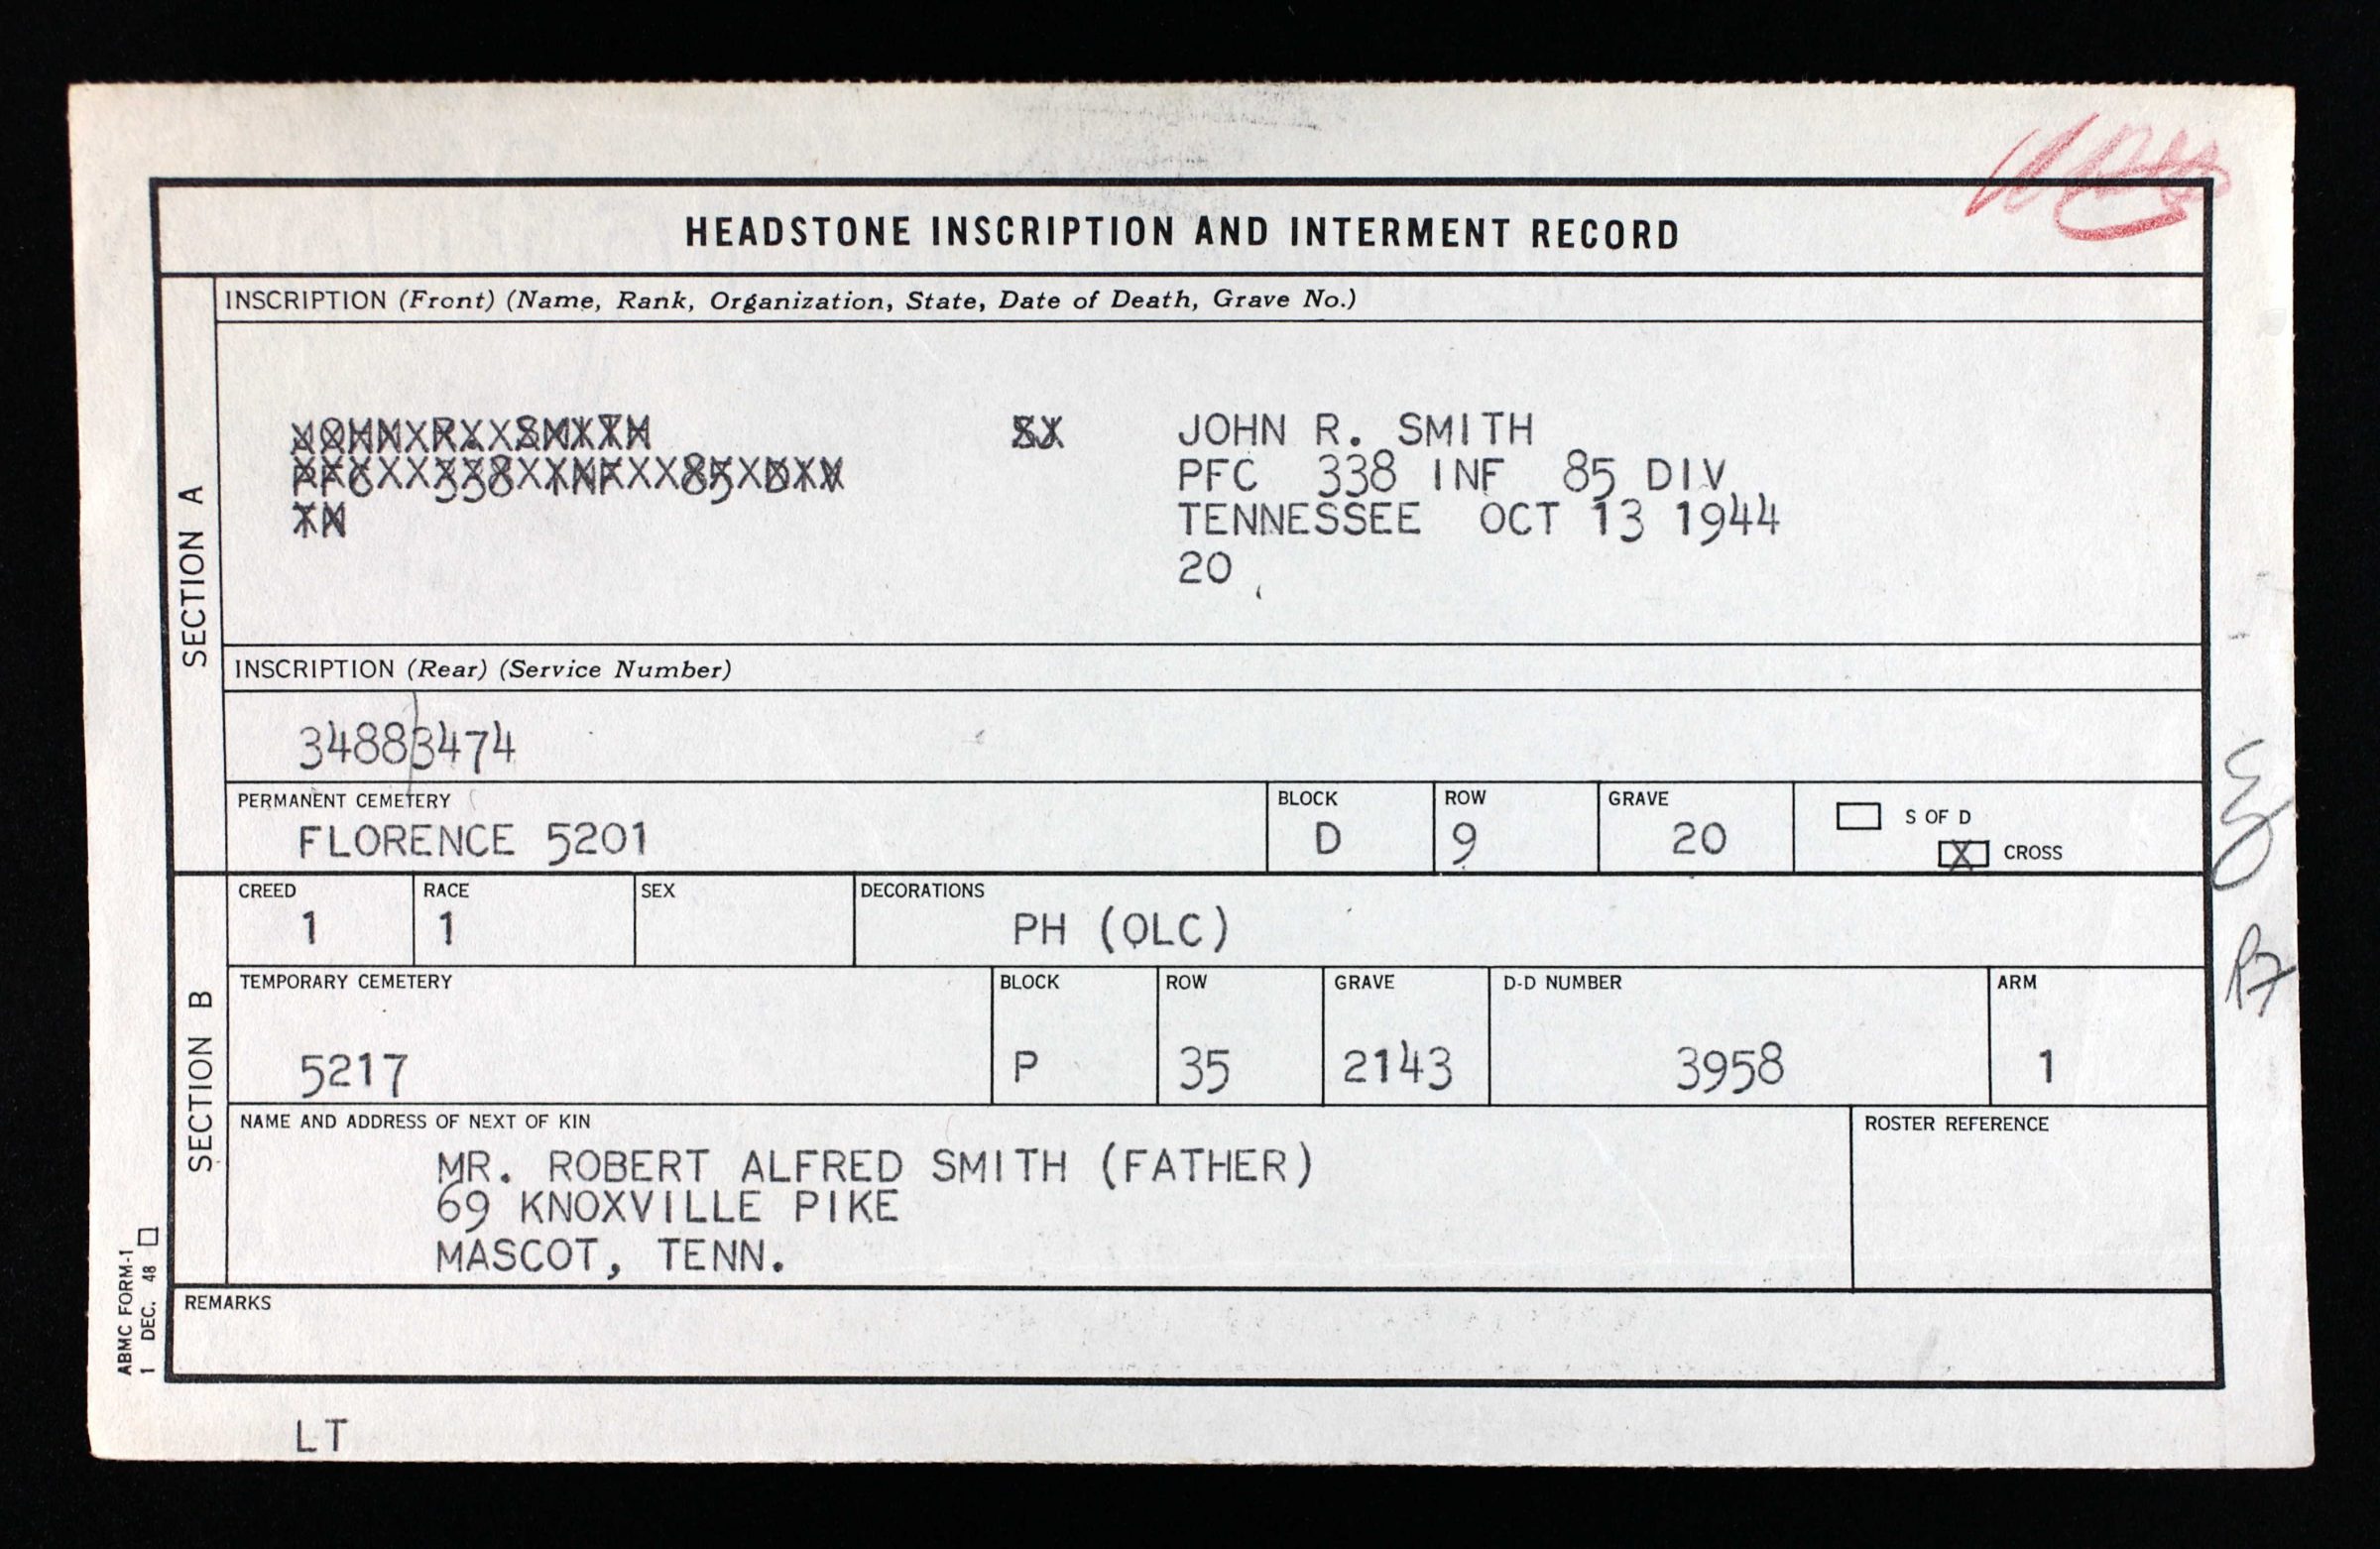 HEADSTONE INSCRIPTION AND INTERMENT RECORD
SECTION A
INSCRIPTION (Front) (Name, Rank, Organization, State, Date of Death, Grave No.)
JOHN R. SMITH
PFC 338 INF 85 DIV
TENNESSEE OCT 13 1944
20
INSCRIPTION (Rear) (Service Number)
34883474
PERMANENT CEMETERY BLOCK ROW GRAVE
FLORENCE 5201 D 9 20
S OF D
X CROSS
SECTION B
CREED RACE SEX DECORATIONS
1 1 PH (OLC)
TEMPORARY CEMETERY BLOCK ROW GRAVE D-D NUMBER ARM
5217 P 35 2143 3958 1
NAME AND ADDRESS OF NEXT OF KIN ROSTER REFERENCE
MR. ROBERT ALFRED SMITH (FATHER)
69 KNOXVILLE PIKE
MASCOT, TENN.
REMARKS
ABMC FORM-1
1 DEC. 48
LT